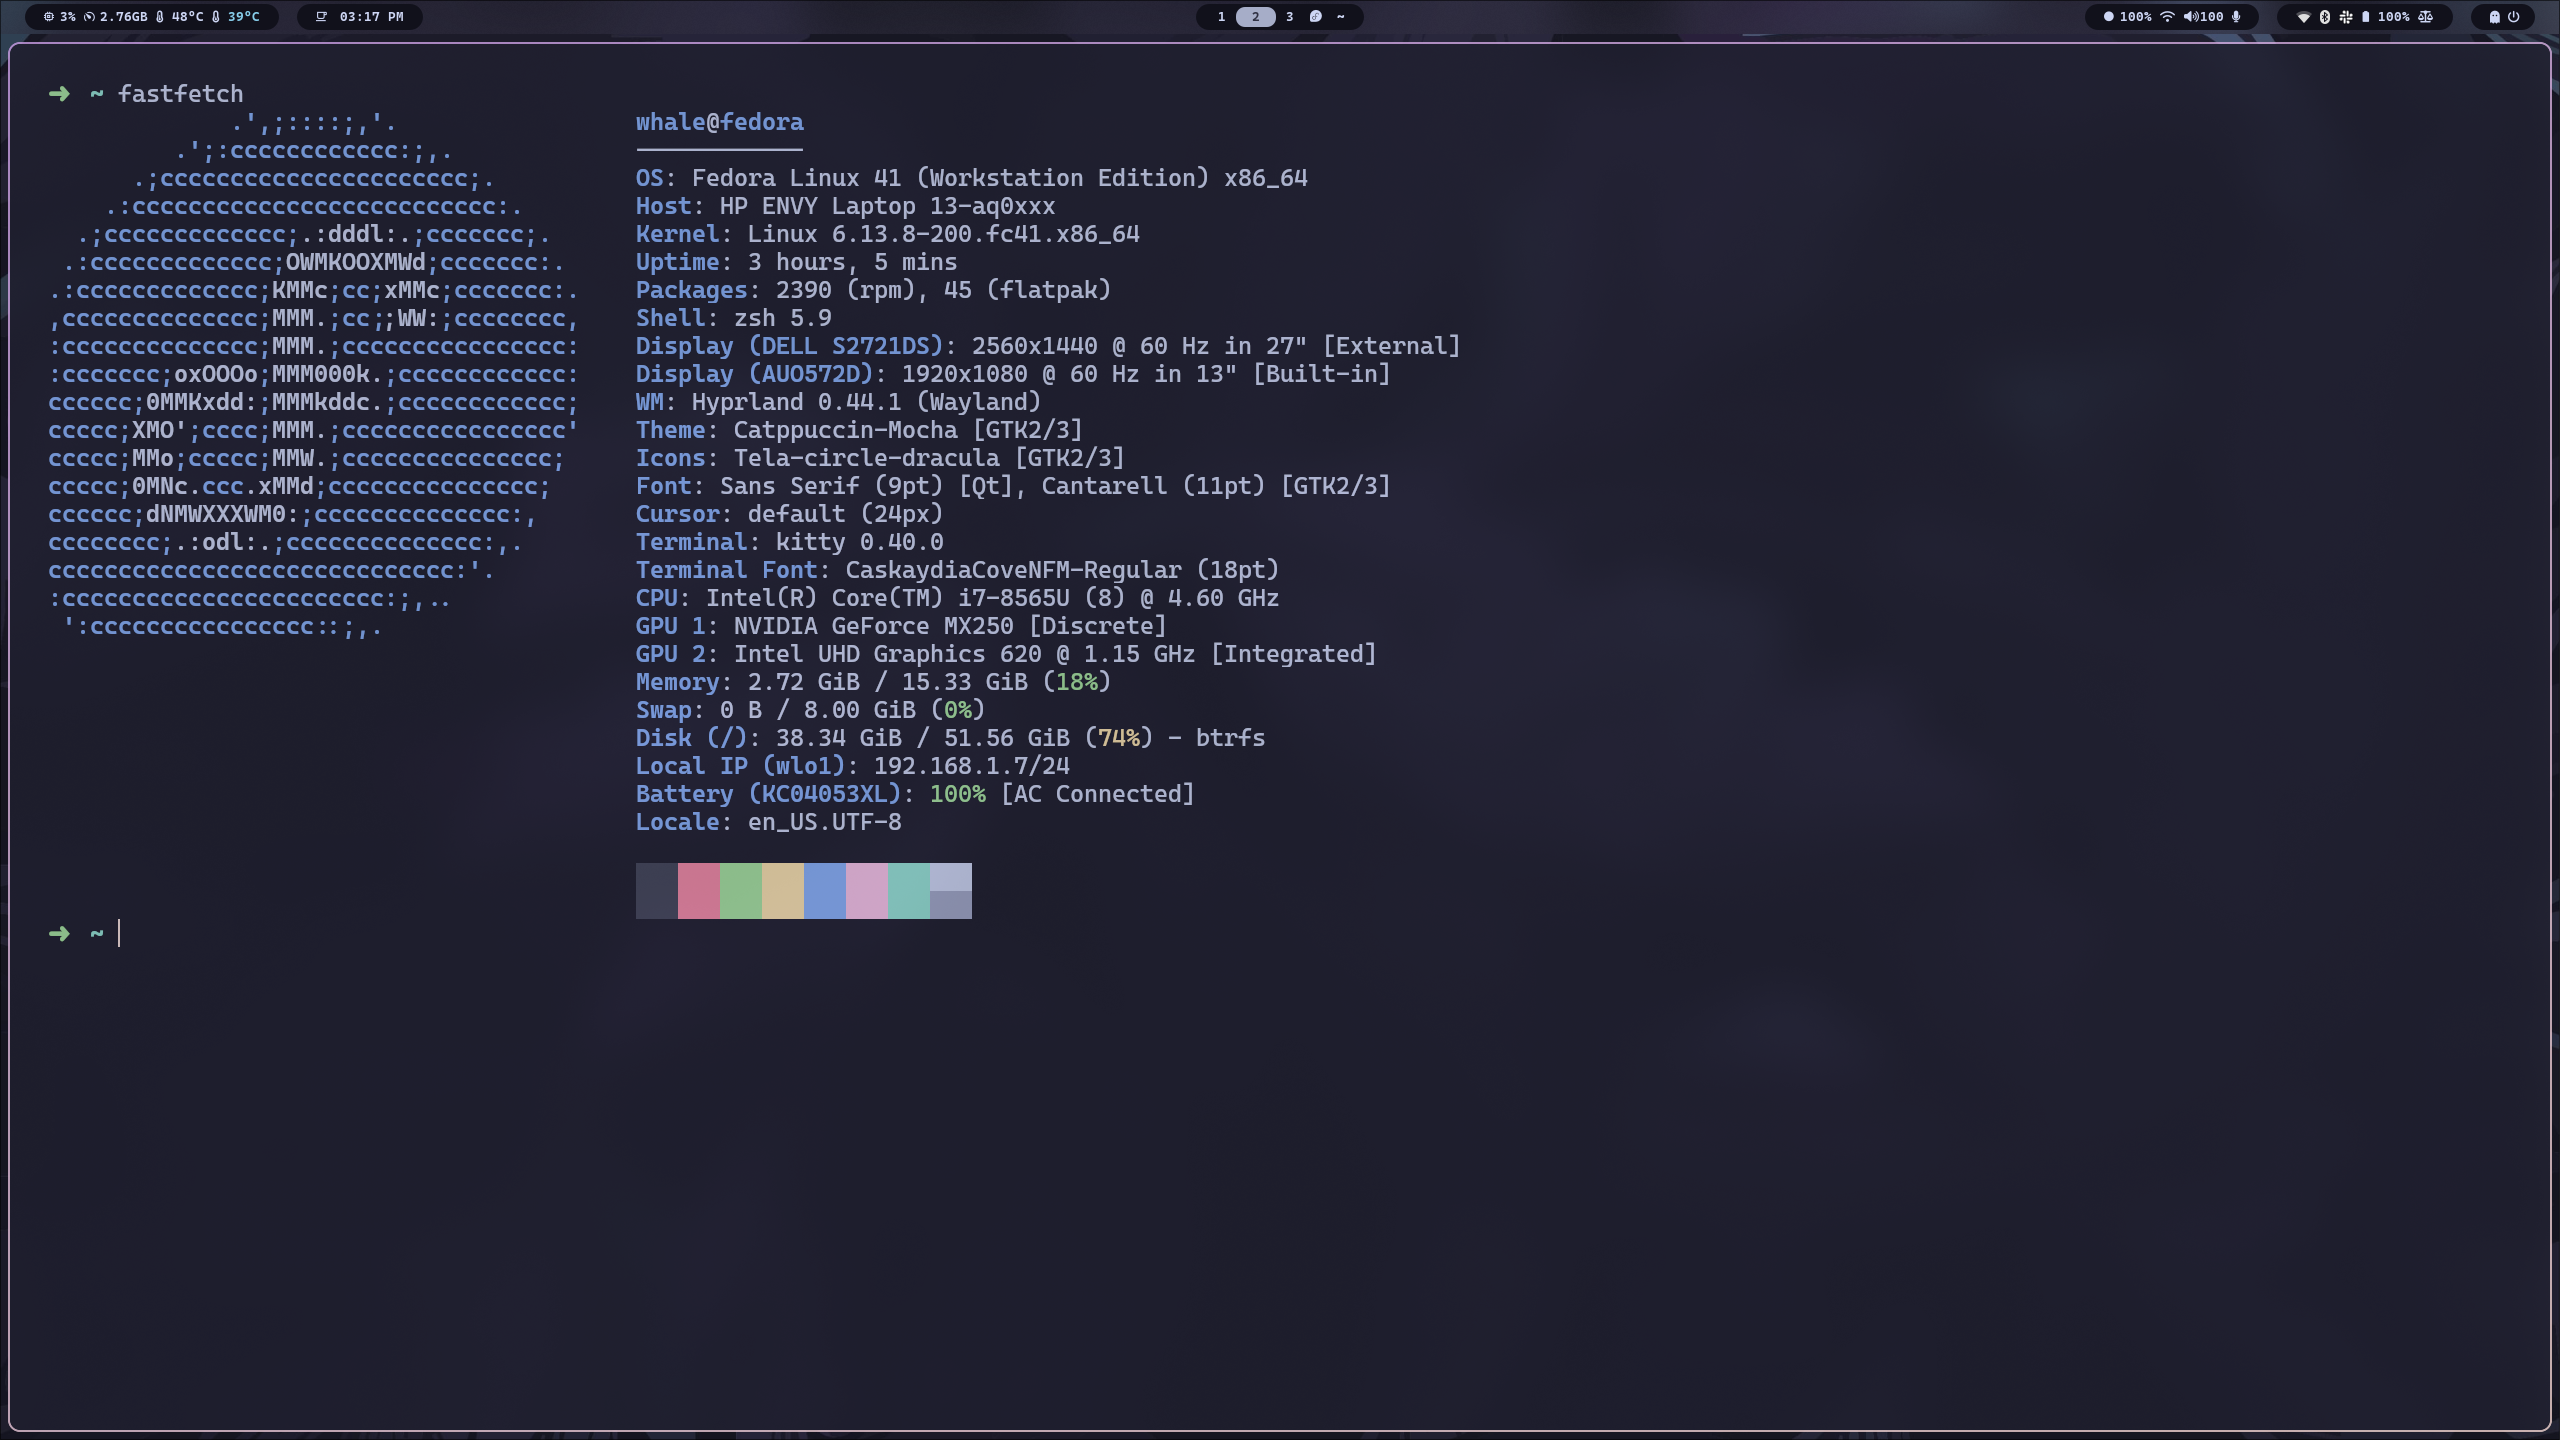 3% 2.76GB 48°C 39°C 03:17 PM 1 2 3 ~ 100% 100 100%
➜ ~ fastfetch
.',;::::;,'. whale@fedora
.';:cccccccccccc:;,. ────────────
.;cccccccccccccccccccccc;. OS: Fedora Linux 41 (Workstation Edition) x86_64
.:cccccccccccccccccccccccccc:. Host: HP ENVY Laptop 13-aq0xxx
.;ccccccccccccc;.:dddl:.;ccccccc;. Kernel: Linux 6.13.8-200.fc41.x86_64
.:ccccccccccccc;OWMKOOXMWd;ccccccc:. Uptime: 3 hours, 5 mins
.:ccccccccccccc;KMMc;cc;xMMc;ccccccc:. Packages: 2390 (rpm), 45 (flatpak)
,cccccccccccccc;MMM.;cc;;WW:;cccccccc, Shell: zsh 5.9
:cccccccccccccc;MMM.;cccccccccccccccc: Display (DELL S2721DS): 2560x1440 @ 60 Hz in 27" [External]
:ccccccc;oxOOOo;MMM000k.;cccccccccccc: Display (AUO572D): 1920x1080 @ 60 Hz in 13" [Built-in]
cccccc;0MMKxdd:;MMMkddc.;cccccccccccc; WM: Hyprland 0.44.1 (Wayland)
ccccc;XMO';cccc;MMM.;cccccccccccccccc' Theme: Catppuccin-Mocha [GTK2/3]
ccccc;MMo;ccccc;MMW.;ccccccccccccccc; Icons: Tela-circle-dracula [GTK2/3]
ccccc;0MNc.ccc.xMMd;ccccccccccccccc; Font: Sans Serif (9pt) [Qt], Cantarell (11pt) [GTK2/3]
cccccc;dNMWXXXWM0:;cccccccccccccc:, Cursor: default (24px)
cccccccc;.:odl:.;cccccccccccccc:,. Terminal: kitty 0.40.0
ccccccccccccccccccccccccccccc:'. Terminal Font: CaskaydiaCoveNFM-Regular (18pt)
:ccccccccccccccccccccccc:;,.. CPU: Intel(R) Core(TM) i7-8565U (8) @ 4.60 GHz
':cccccccccccccccc::;,. GPU 1: NVIDIA GeForce MX250 [Discrete]
GPU 2: Intel UHD Graphics 620 @ 1.15 GHz [Integrated]
Memory: 2.72 GiB / 15.33 GiB (18%)
Swap: 0 B / 8.00 GiB (0%)
Disk (/): 38.34 GiB / 51.56 GiB (74%) - btrfs
Local IP (wlo1): 192.168.1.7/24
Battery (KC04053XL): 100% [AC Connected]
Locale: en_US.UTF-8
➜ ~